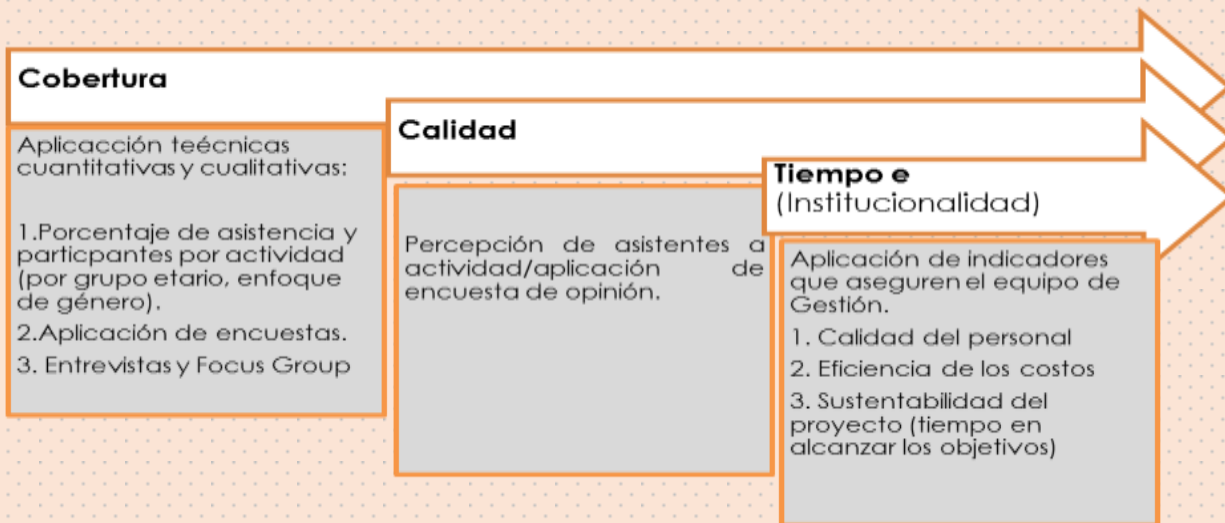 Cobertura
Aplicacción teécnicas
cuantitativas y cualitativas:
1.Porcentaje de asistencia y
particpantes por actividad
(por grupo etario, enfoque
de género).
2.Aplicación de encuestas.
3. Entrevistas y Focus Group
Calidad
Percepción de asistentes a
actividad/aplicación de
encuesta de opinión.
Tiempo e
(Institucionalidad)
Aplicación de indicadores
que aseguren el equipo de
Gestión.
1. Calidad del personal
2. Eficiencia de los costos
3. Sustentabilidad del
proyecto (tiempo en
alcanzar los objetivos)